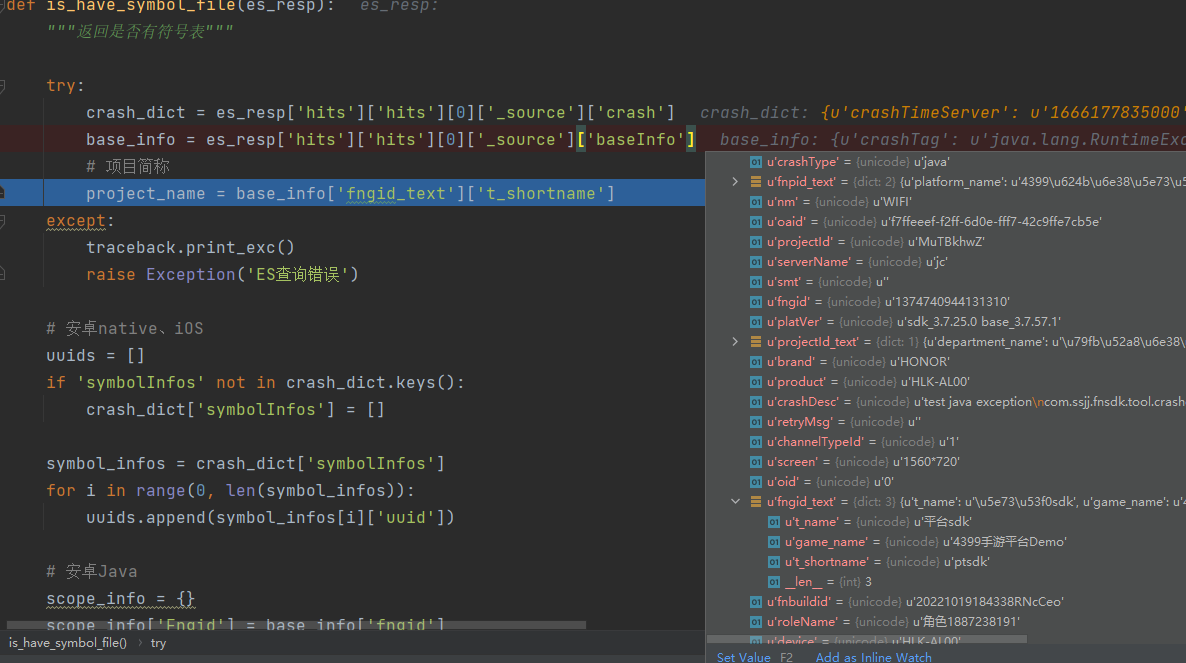 def is_have_symbol_file(es_resp):   es_resp:
"""返回是否有符号表"""
try:
crash_dict = es_resp['hits']['hits'][0]['_source']['crash']   crash_dict: {u'crashTimeServer': u'1666177835000'
base_info = es_resp['hits']['hits'][0]['_source']['baseInfo']   base_info: {u'crashTag': u'java.lang.RuntimeExc
# 项目简称
project_name = base_info['fngid_text']['t_shortname']
except:
traceback.print_exc()
raise Exception('ES查询错误')
# 安卓native、iOS
uuids = []
if 'symbolInfos' not in crash_dict.keys():
crash_dict['symbolInfos'] = []
symbol_infos = crash_dict['symbolInfos']
for i in range(0, len(symbol_infos)):
uuids.append(symbol_infos[i]['uuid'])
# 安卓Java
scope_info = {}
scope_info['Fngid'] = base_info['fngid']
is_have_symbol_file() › try
u'crashType' = {unicode} u'java'
u'fnpid_text' = {dict: 2} {u'platform_name': u'4399\u624b\u6e38\u5e73\u5
u'nm' = {unicode} u'WIFI'
u'oaid' = {unicode} u'f7ffeeef-f2ff-6d0e-fff7-42c9ffe7cb5e'
u'projectId' = {unicode} u'MuTBkhwZ'
u'serverName' = {unicode} u'jc'
u'smt' = {unicode} u''
u'fngid' = {unicode} u'1374740944131310'
u'platVer' = {unicode} u'sdk_3.7.25.0 base_3.7.57.1'
u'projectId_text' = {dict: 1} {u'department_name': u'\u79fb\u52a8\u6e38\
u'brand' = {unicode} u'HONOR'
u'product' = {unicode} u'HLK-AL00'
u'crashDesc' = {unicode} u'test java exception\ncom.ssjj.fnsdk.tool.crash
u'retryMsg' = {unicode} u''
u'channelTypeId' = {unicode} u'1'
u'screen' = {unicode} u'1560*720'
u'oid' = {unicode} u'0'
u'fngid_text' = {dict: 3} {u't_name': u'\u5e73\u53f0sdk', u'game_name': u'4
u't_name' = {unicode} u'平台sdk'
u'game_name' = {unicode} u'4399手游平台Demo'
u't_shortname' = {unicode} u'ptsdk'
__len__ = {int} 3
u'fnbuildid' = {unicode} u'20221019184338RNcCeo'
u'roleName' = {unicode} u'角色1887238191'
u'device' = {unicode} u'HLK-AL00'
Set Value F2 Add as Inline Watch